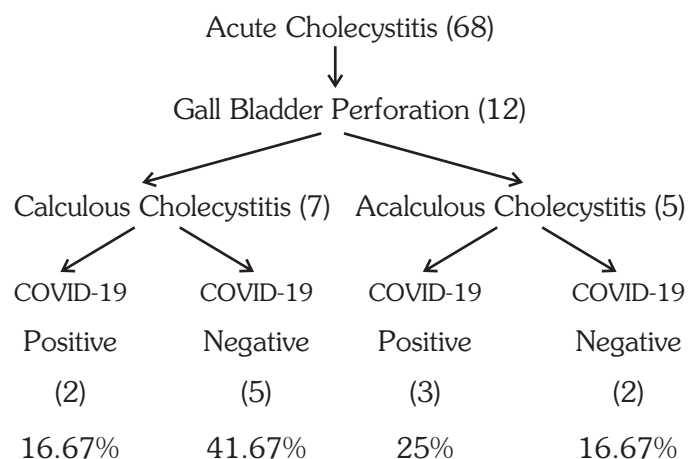 Acute Cholecystitis (68)
Gall Bladder Perforation (12)
Calculous Cholecystitis (7) Acalculous Cholecystitis (5)
COVID-19 COVID-19 COVID-19 COVID-19
Positive Negative Positive Negative
(2) (5) (3) (2)
16.67% 41.67% 25% 16.67%